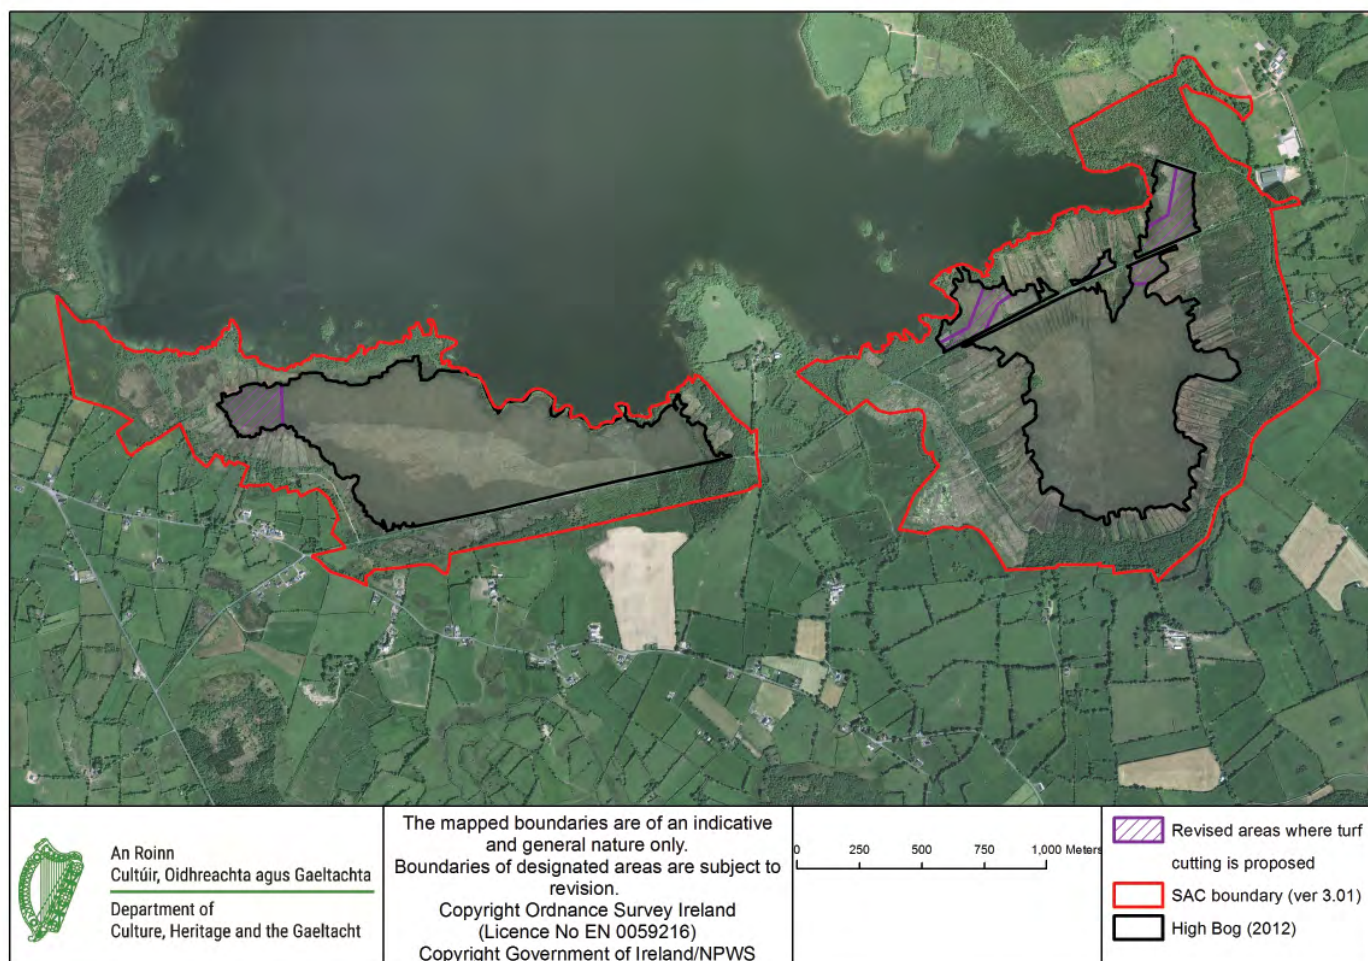 An Roinn
Cultúir, Oidhreachta agus Gaeltachta
Department of
Culture, Heritage and the Gaeltacht
The mapped boundaries are of an indicative
and general nature only.
Boundaries of designated areas are subject to
revision.
Copyright Ordnance Survey Ireland
(Licence No EN 0059216)
Copyright Government of Ireland/NPWS
0 250 500 750 1,000 Meters
Revised areas where turf
cutting is proposed
SAC boundary (ver 3.01)
High Bog (2012)